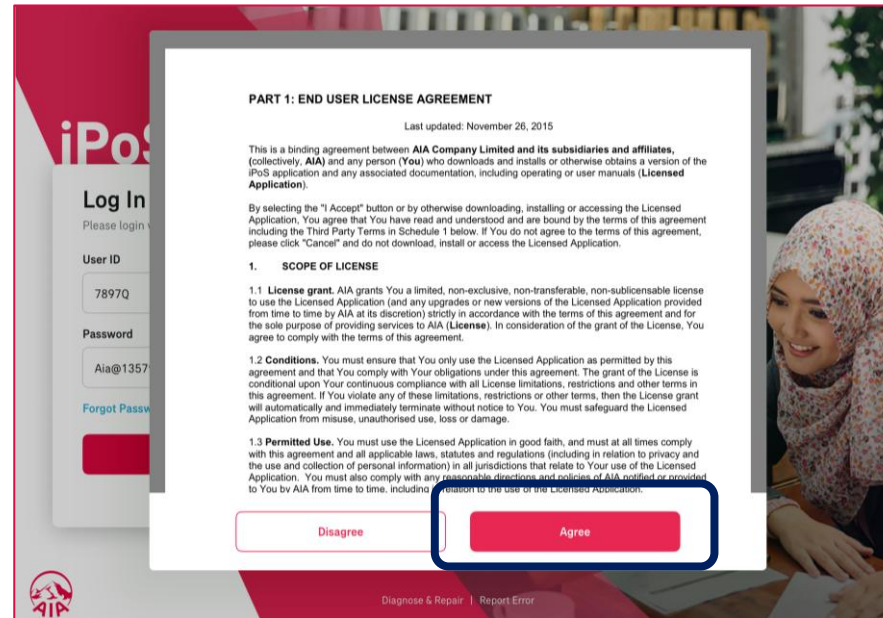 iPoS
Log In
Please login
User ID
7897Q
Password
Aia@1357
Forgot
PART 1: END USER LICENSE AGREEMENT
Last updated: November 26, 2015
This is a binding agreement between AIA Company Limited and its subsidiaries and affiliates,
(collectively, AIA) and any person (You) who downloads and installs or otherwise obtains a version of the
iPoS application and any associated documentation, including operating or user manuals (Licensed
Application).
By selecting the "I Accept" button or by otherwise downloading, installing or accessing the Licensed
Application, You agree that You have read and understood and are bound by the terms of this agreement
including the Third Party Terms in Schedule 1 below. If You do not agree to the terms of this agreement,
please click "Cancel" and do not download, install or access the Licensed Application.
1. SCOPE OF LICENSE
1.1 License grant. AIA grants You a limited, non-exclusive, non-transferable, non-sublicensable license
to use the Licensed Application (and any upgrades or new versions of the Licensed Application provided
from time to time by AIA at its discretion) strictly in accordance with the terms of this agreement and for
the sole purpose of providing services to AIA (License). In consideration of the grant of the License, You
agree to comply with the terms of this agreement.
1.2 Conditions. You must ensure that You only use the Licensed Application as permitted by this
agreement and that You comply with Your obligations under this agreement. The grant of the License is
conditional upon Your continuous compliance with all License limitations, restrictions and other terms in
this agreement. If You violate any of these limitations, restrictions or other terms, then the License grant
will automatically and immediately terminate without notice to You. You must safeguard the Licensed
Application from misuse, unauthorised use, loss or damage.
1.3 Permitted Use. You must use the Licensed Application in good faith, and must at all times comply
with this agreement and all applicable laws, statutes and regulations (including in relation to privacy and
the use and collection of personal information) in all jurisdictions that relate to Your use of the Licensed
Application. You must also comply with any reasonable directions and policies of AIA notified or provided
to You by AIA from time to time, including in relation to the use of the Licensed Application.
Disagree
Agree
AIA
Diagnose & Repair | Report Error